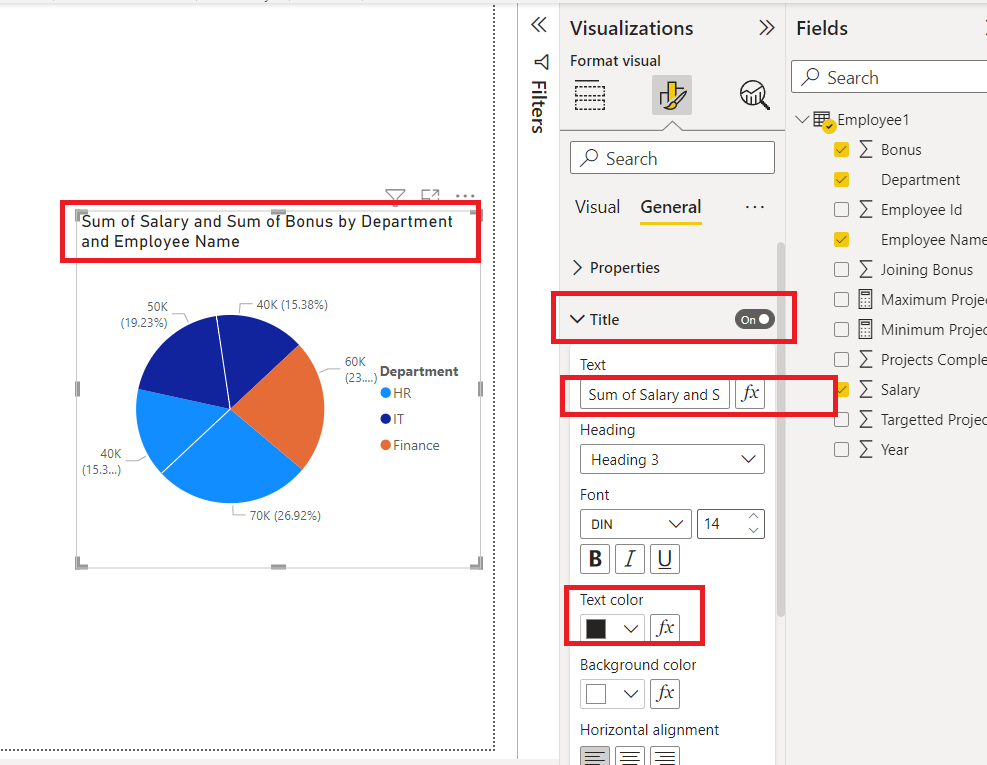 Sum of Salary and Sum of Bonus by Department
and Employee Name
50K
(19.23%)
40K (15.38%)
60K
(23....)
40K
(15.3...)
70K (26.92%)
Department
HR
IT
Finance
Filters
Visualizations
Format visual
Search
Visual
General
Properties
Title
On
Text
Sum of Salary and S
fx
Heading
Heading 3
Font
DIN
14
B
I
U
Text color
fx
Background color
fx
Horizontal alignment
Fields
Search
Employee1
Bonus
Department
Employee Id
Employee Name
Joining Bonus
Maximum Projec
Minimum Projec
Projects Comple
Salary
Targetted Projec
Year